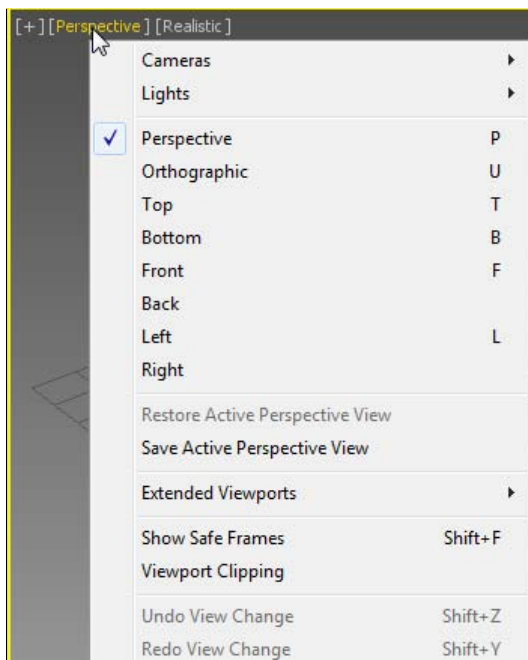 [+][Perspective][Realistic]
Cameras
Lights
Perspective P
Orthographic U
Top T
Bottom B
Front F
Back
Left L
Right
Restore Active Perspective View
Save Active Perspective View
Extended Viewports
Show Safe Frames Shift+F
Viewport Clipping
Undo View Change Shift+Z
Redo View Change Shift+Y